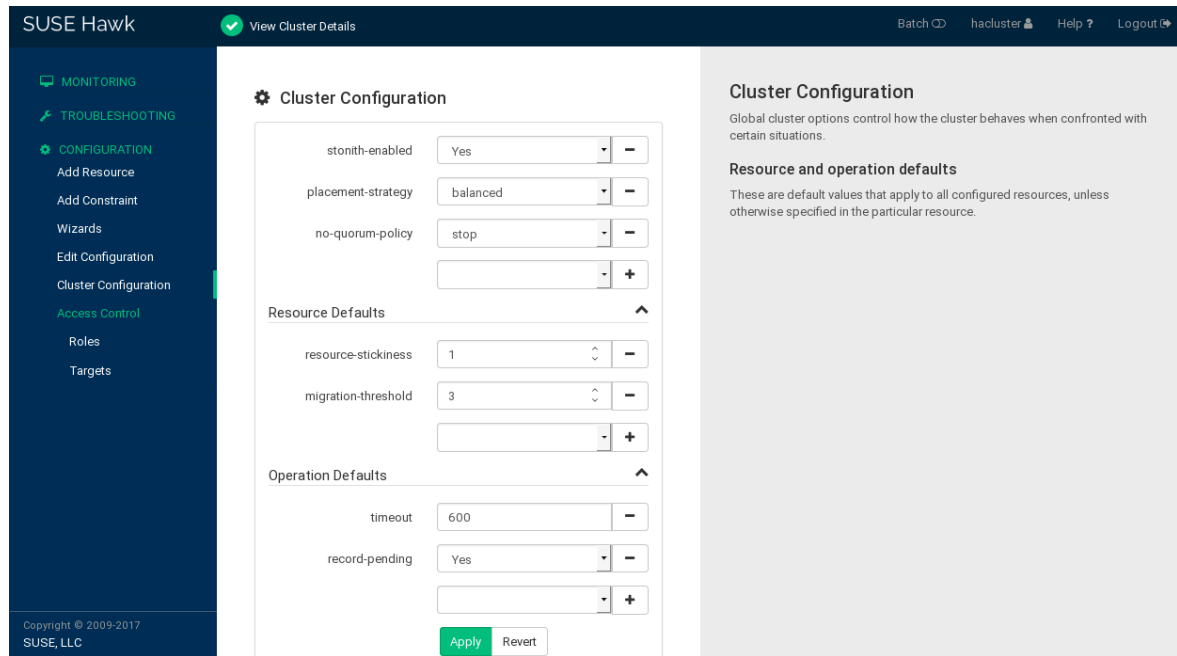 SUSE Hawk
View Cluster Details
Batch
hacluster
Help ?
Logout
MONITORING
TROUBLESHOOTING
CONFIGURATION
Add Resource
Add Constraint
Wizards
Edit Configuration
Cluster Configuration
Access Control
Roles
Targets
Copyright © 2009-2017
SUSE, LLC
Cluster Configuration
stonith-enabled Yes
placement-strategy balanced
no-quorum-policy stop
Resource Defaults
resource-stickiness 1
migration-threshold 3
Operation Defaults
timeout 600
record-pending Yes
Apply Revert
Cluster Configuration
Global cluster options control how the cluster behaves when confronted with
certain situations.
Resource and operation defaults
These are default values that apply to all configured resources, unless
otherwise specified in the particular resource.